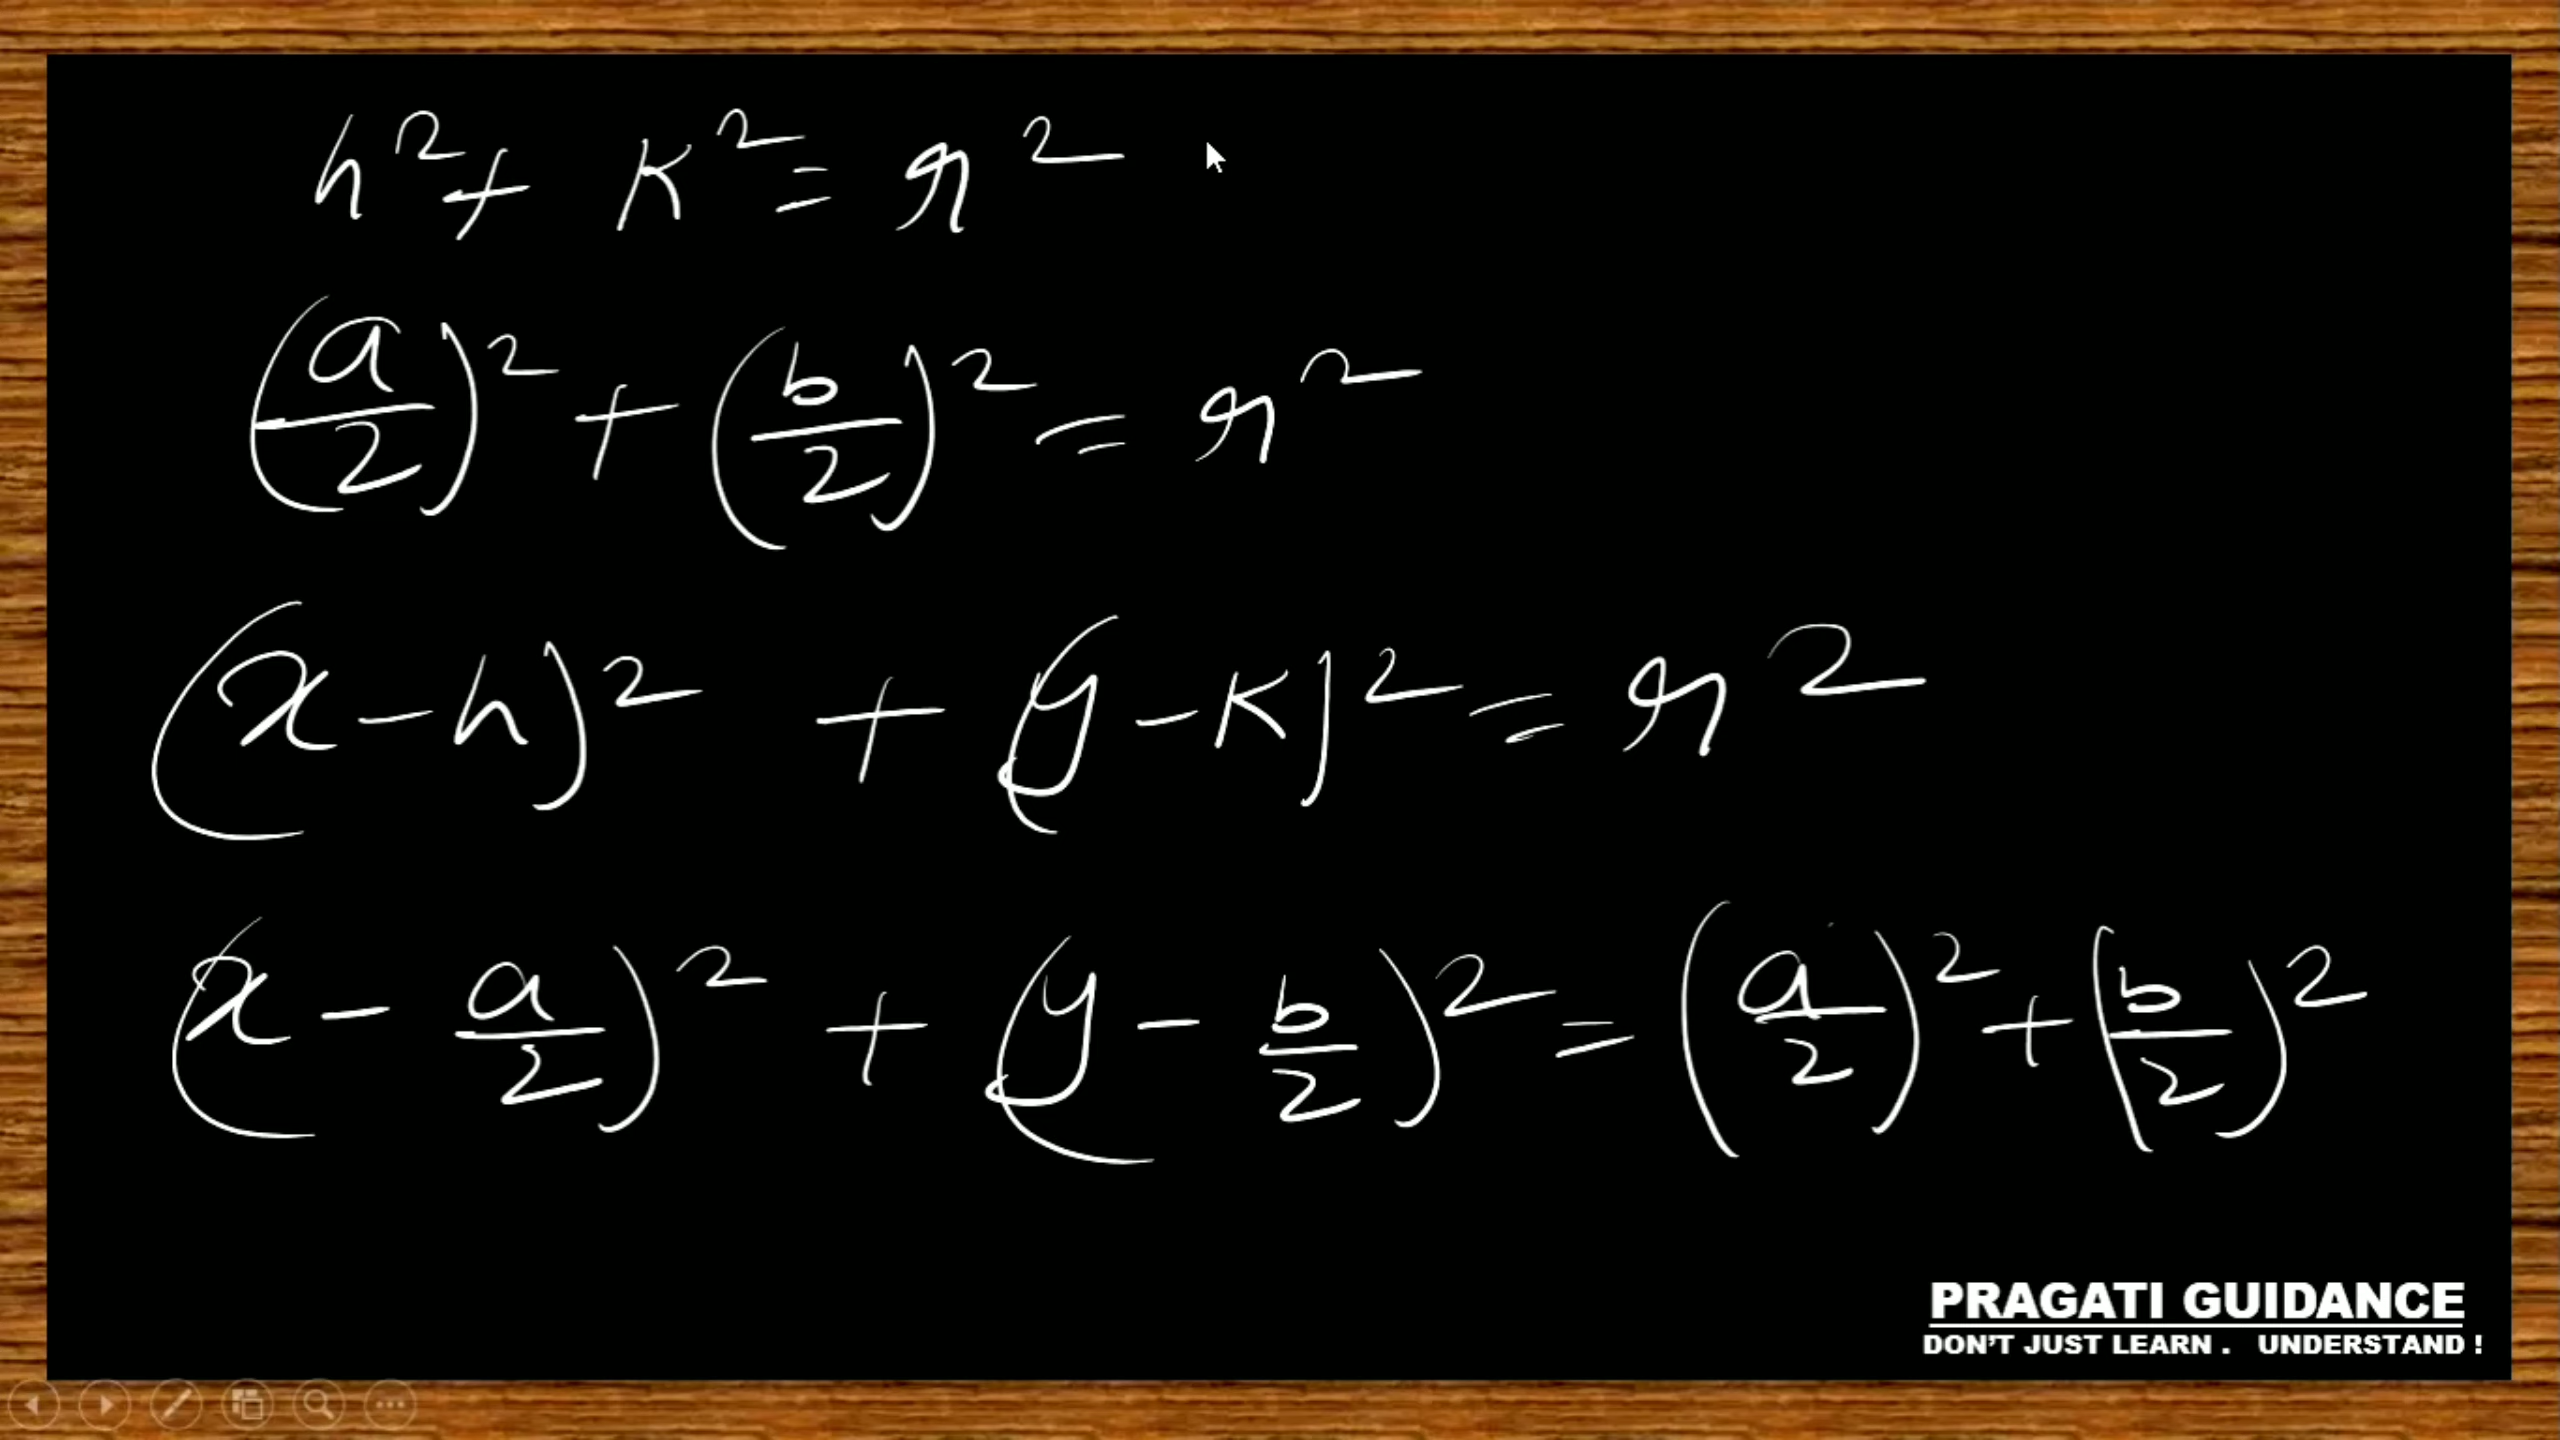 h² + k² = r²
(a/2)² + (b/2)² = r²
(x - h)² + (y - k)² = r²
(x - a/2)² + (y - b/2)² = (a/2)² + (b/2)²
PRAGATI GUIDANCE
DON'T JUST LEARN . UNDERSTAND !